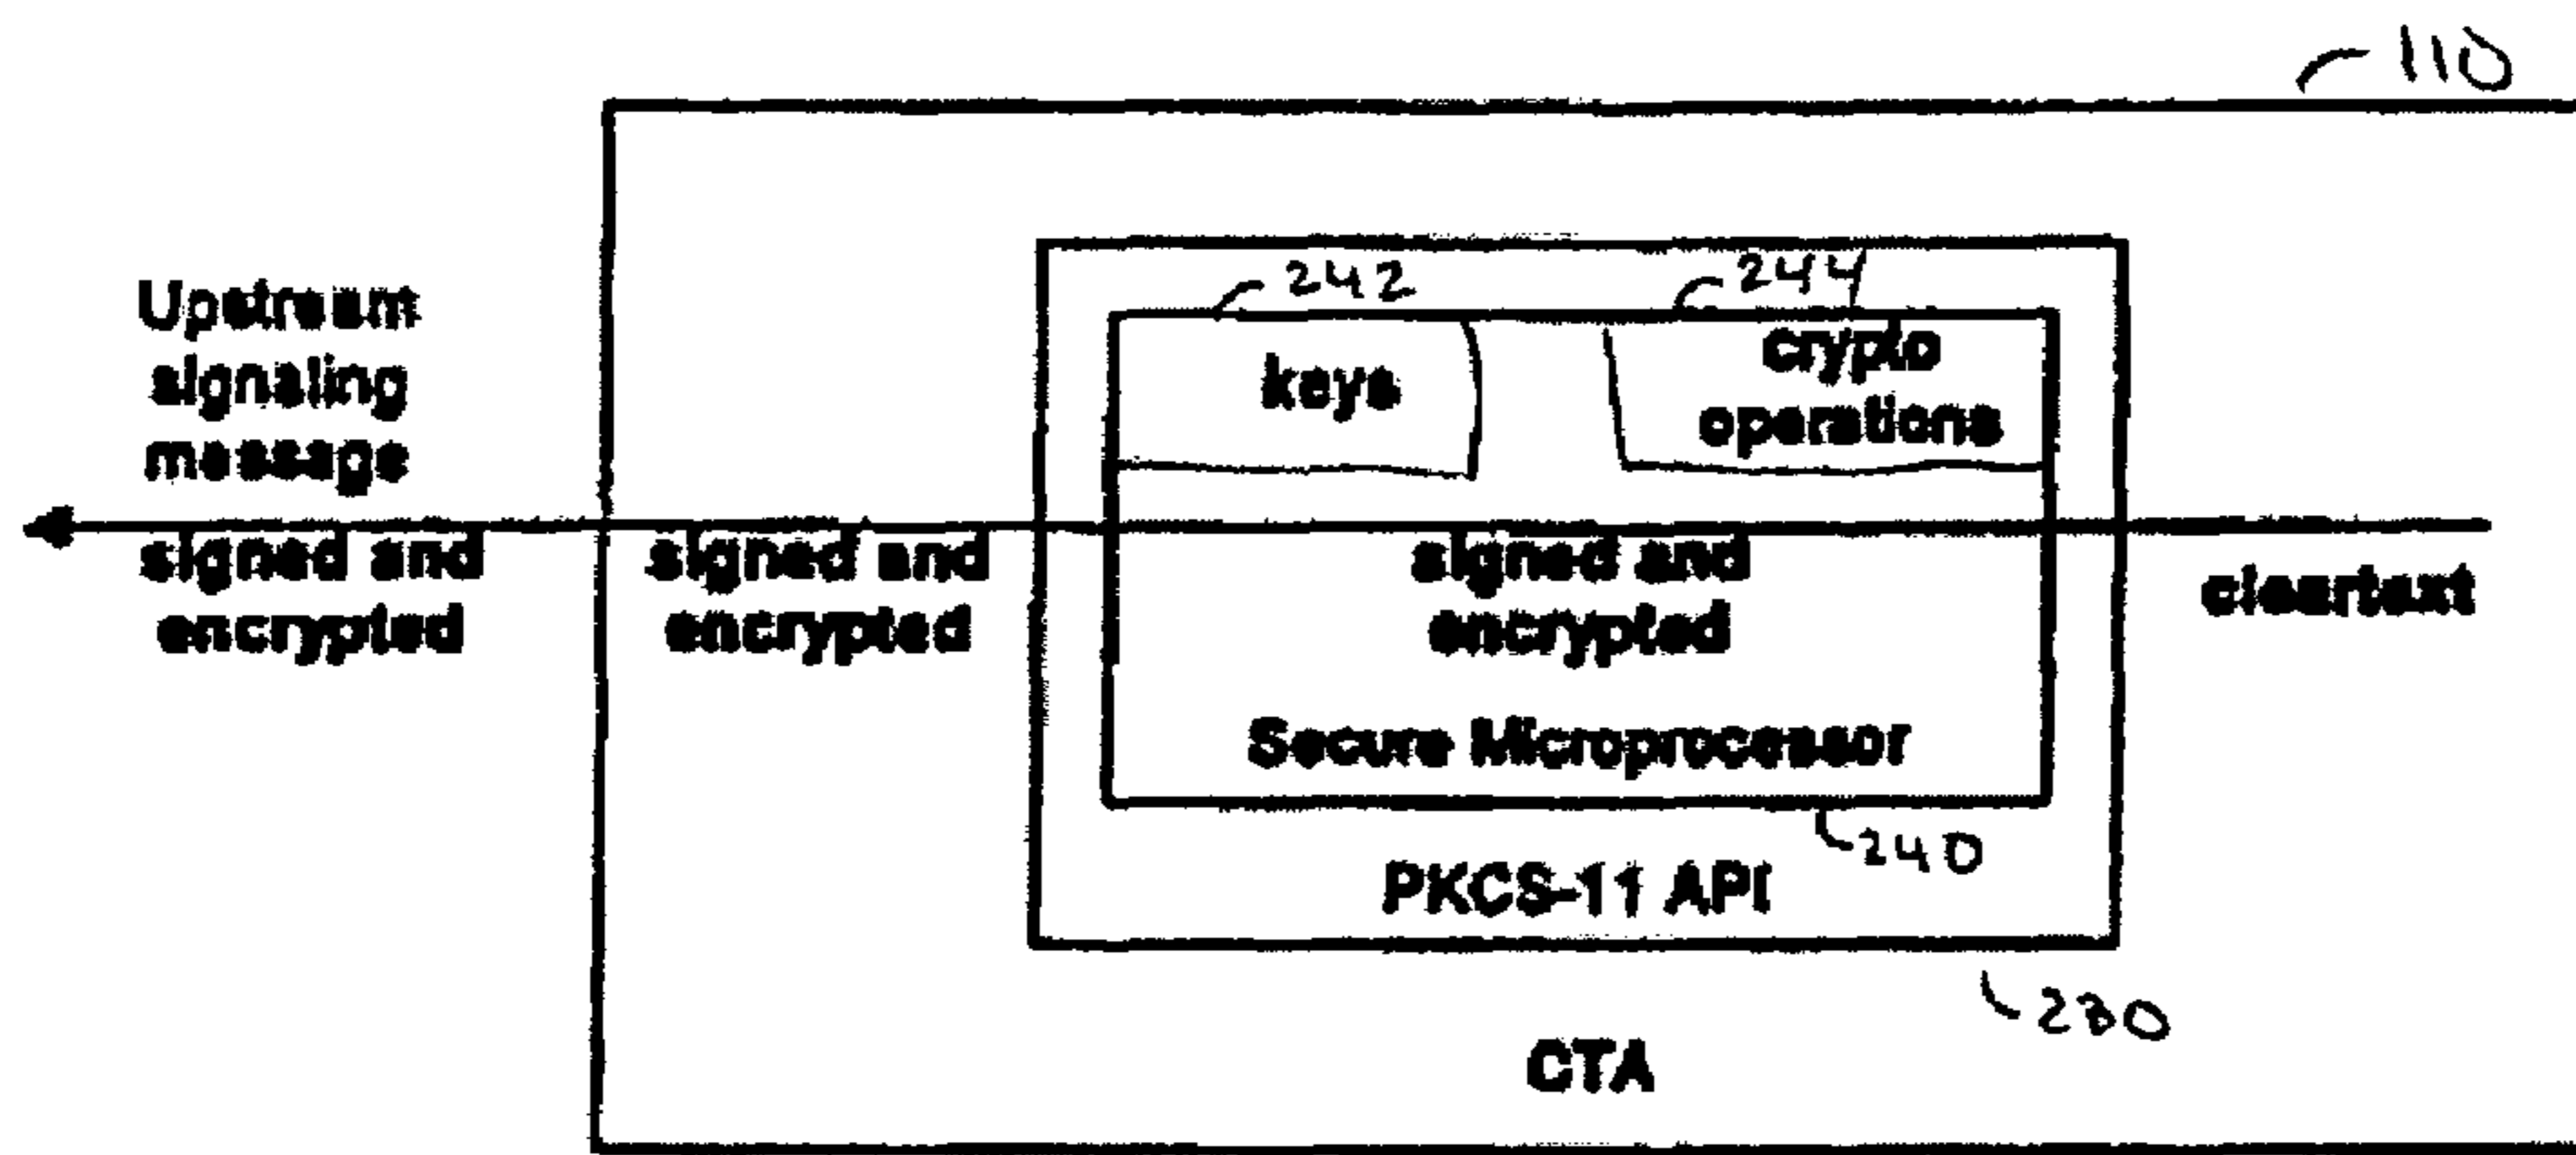 110
242
244
Upstream
signaling
message
keys
crypto
operations
signed and
encrypted
signed and
encrypted
signed and
encrypted
cleartext
Secure Microprocessor
240
PKCS-11 API
230
CTA